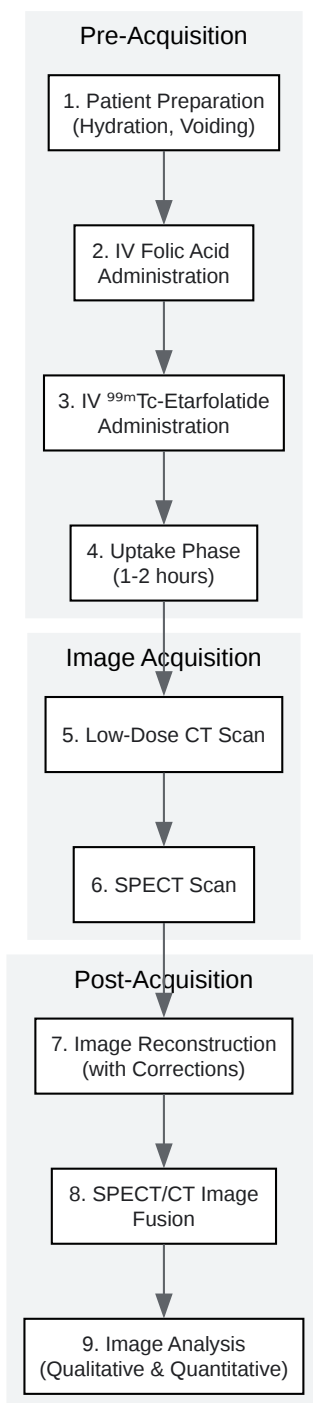 Pre-Acquisition
1. Patient Preparation
(Hydration, Voiding)
2. IV Folic Acid
Administration
3. IV ⁹⁹ᵐTc-Etarfolatide
Administration
4. Uptake Phase
(1-2 hours)
Image Acquisition
5. Low-Dose CT Scan
6. SPECT Scan
Post-Acquisition
7. Image Reconstruction
(with Corrections)
8. SPECT/CT Image
Fusion
9. Image Analysis
(Qualitative & Quantitative)